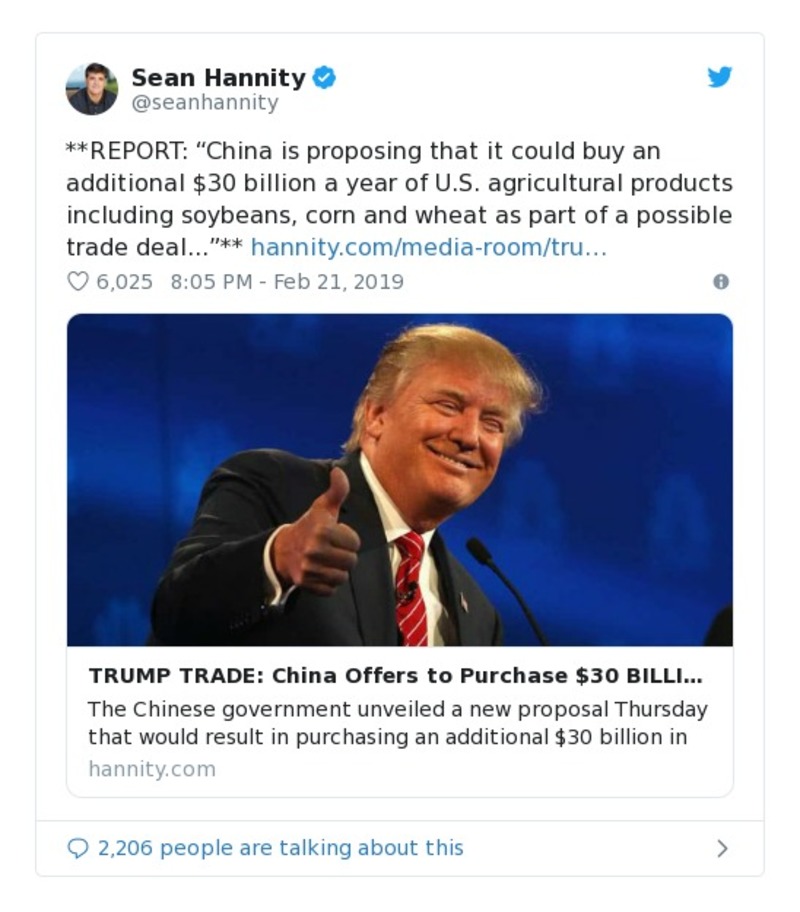 Sean Hannity
@seanhannity
**REPORT: “China is proposing that it could buy an
additional $30 billion a year of U.S. agricultural products
including soybeans, corn and wheat as part of a possible
trade deal...”** hannity.com/media-room/tru…
6,025 8:05 PM - Feb 21, 2019
TRUMP TRADE: China Offers to Purchase $30 BILLI…
The Chinese government unveiled a new proposal Thursday
that would result in purchasing an additional $30 billion in
hannity.com
2,206 people are talking about this